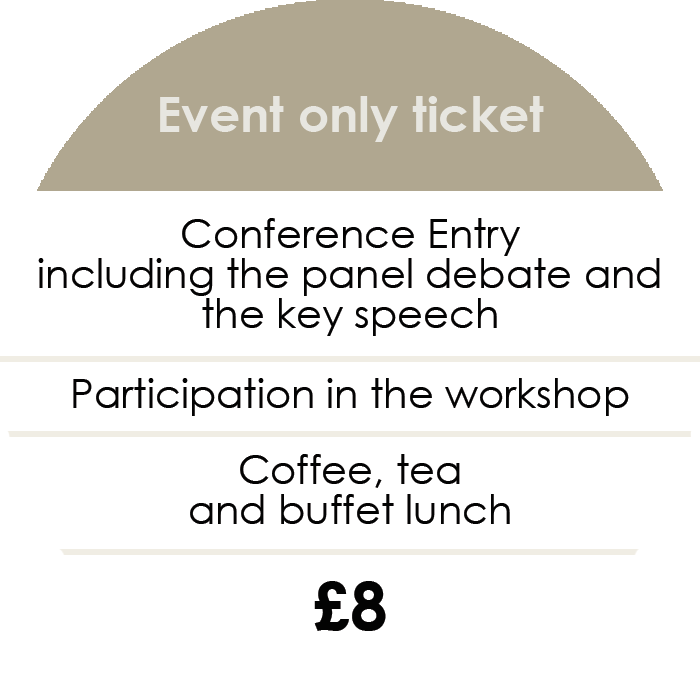 Event only ticket
Conference Entry
including the panel debate and
the key speech
Participation in the workshop
Coffee, tea
and buffet lunch
£8